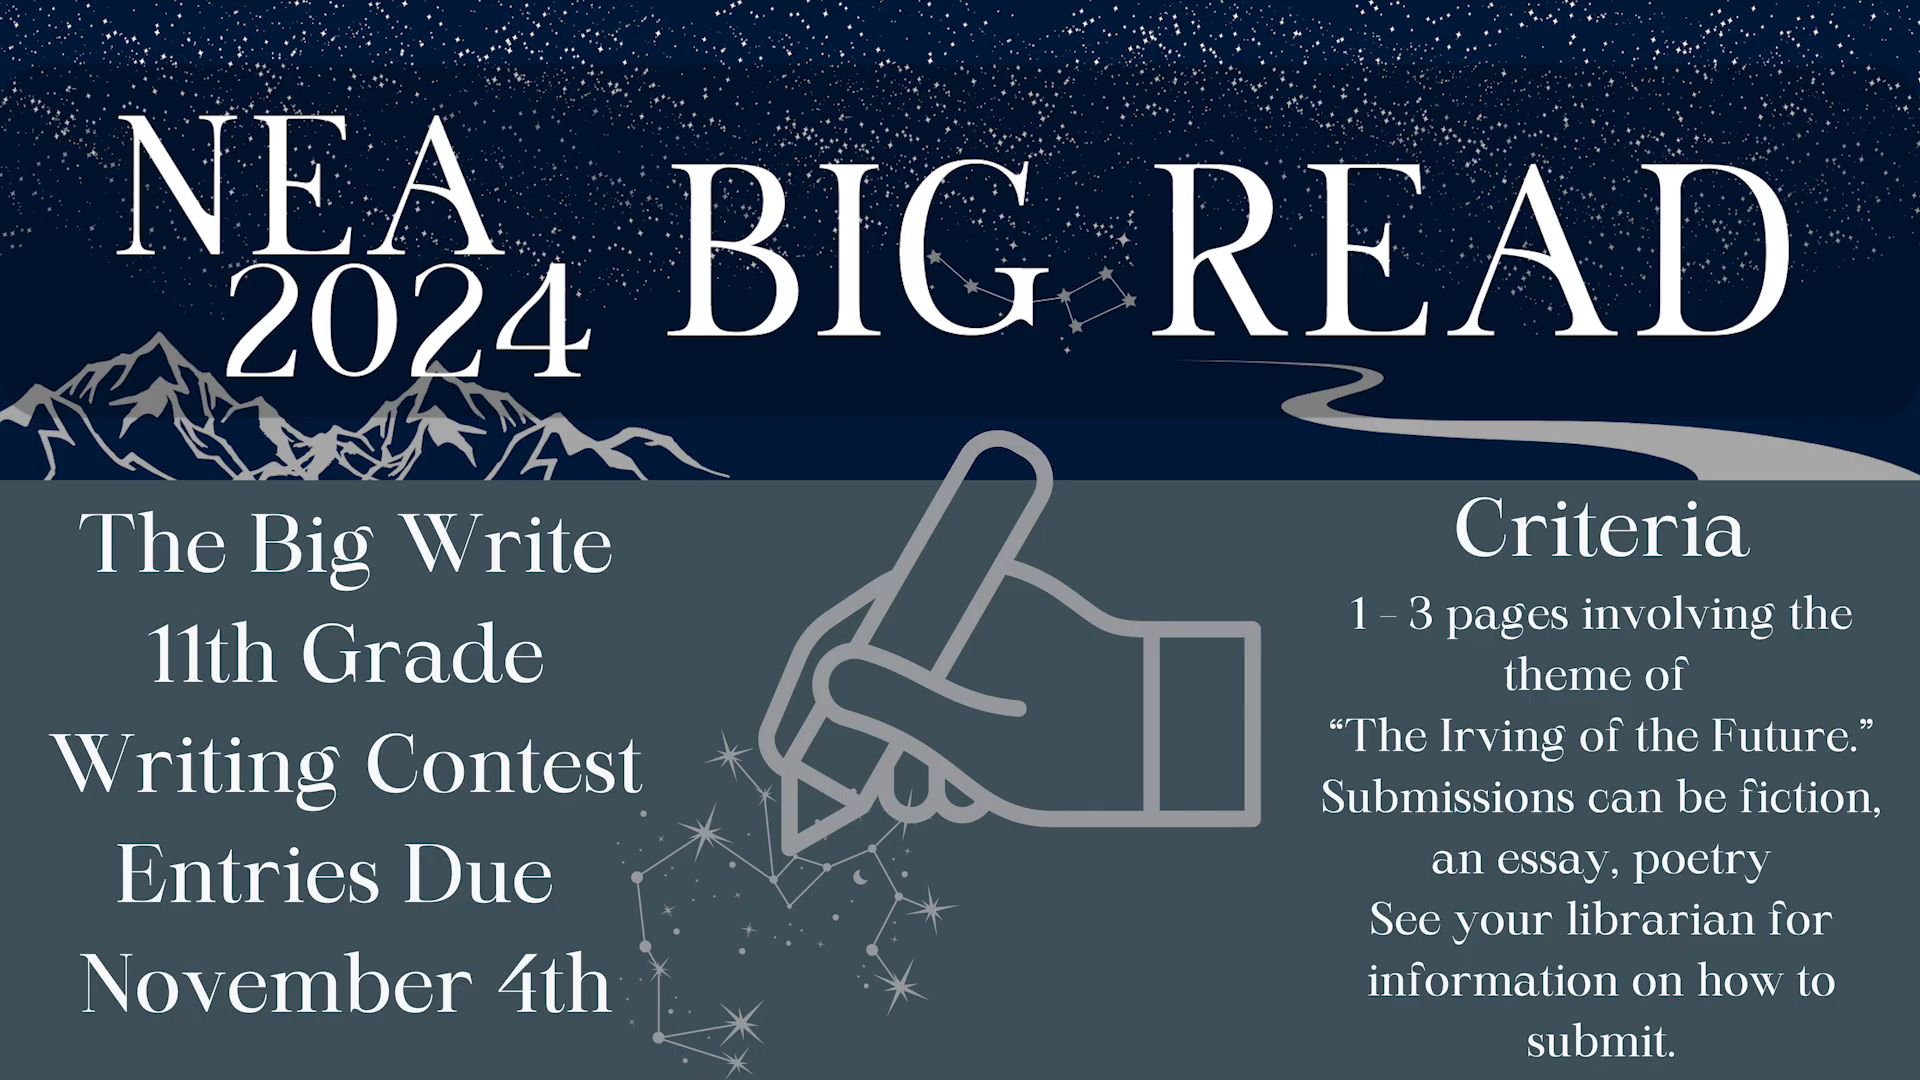 NEA
2024
BIG READ
The Big Write
11th Grade
Writing Contest
Entries Due
November 4th
Criteria
1 - 3 pages involving the
theme of
“The Irving of the Future.”
Submissions can be fiction,
an essay, poetry
See your librarian for
information on how to
submit.